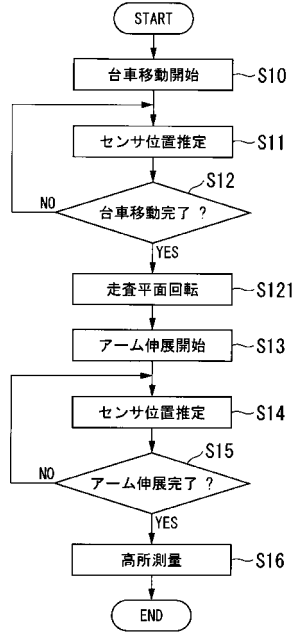 START
台車移動開始 S10
センサ位置推定 S11
S12
NO 台車移動完了 ?
YES
走査平面回転 S121
アーム伸展開始 S13
センサ位置推定 S14
S15
NO アーム伸展完了 ?
YES
高所測量 S16
END